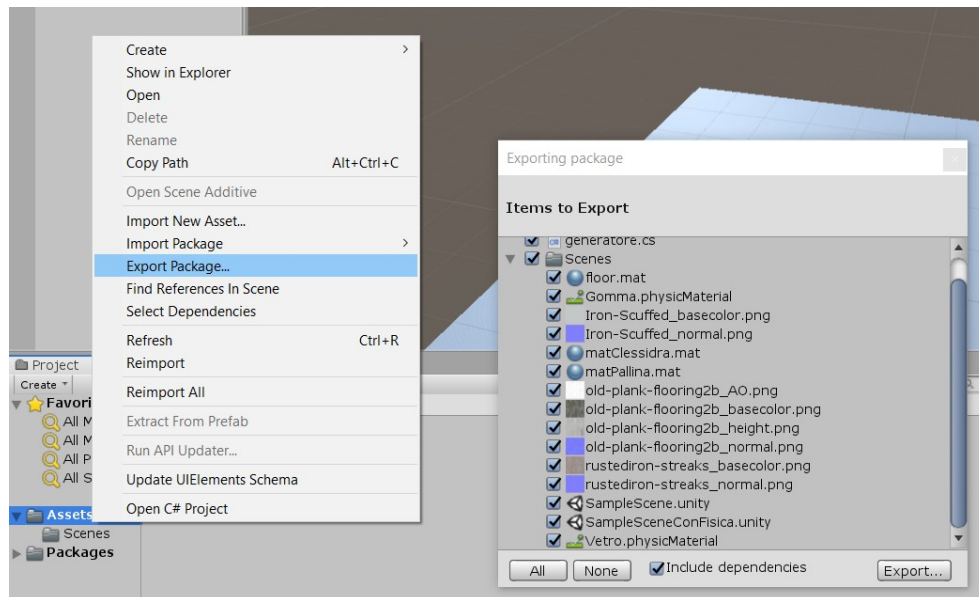 Create
Show in Explorer
Open
Delete
Rename
Copy Path Alt+Ctrl+C
Open Scene Additive
Import New Asset...
Import Package
Export Package...
Find References In Scene
Select Dependencies
Refresh Ctrl+R
Reimport
Reimport All
Extract From Prefab
Run API Updater...
Update UIElements Schema
Open C# Project
Project
Create
Favori
All M
All M
All P
All S
Assets
Scenes
Packages
Exporting package
Items to Export
generatore.cs
Scenes
floor.mat
Gomma.physicMaterial
Iron-Scuffed_basecolor.png
Iron-Scuffed_normal.png
matClessidra.mat
matPallina.mat
old-plank-flooring2b_AO.png
old-plank-flooring2b_basecolor.png
old-plank-flooring2b_height.png
old-plank-flooring2b_normal.png
rustediron-streaks_basecolor.png
rustediron-streaks_normal.png
SampleScene.unity
SampleSceneConFisica.unity
Vetro.physicMaterial
All None Include dependencies Export...